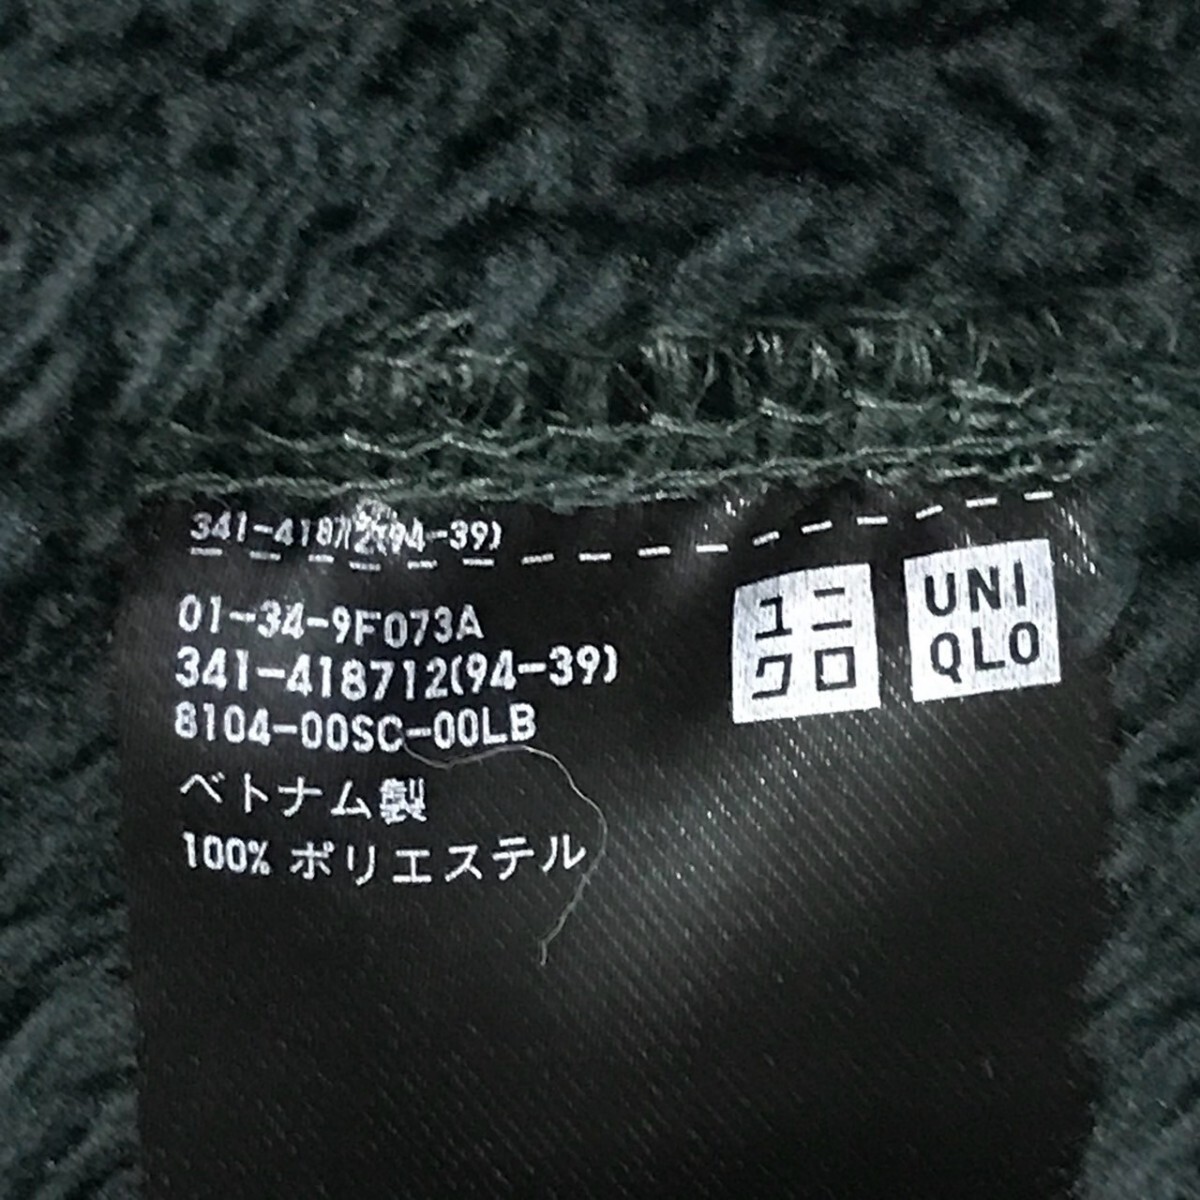 341-418712(94-39)
01-34-9F073A
341-418712(94-39)
8104-00SC-00LB
ベトナム製
100% ポリエステル
ユニ
クロ
UNI
QLO